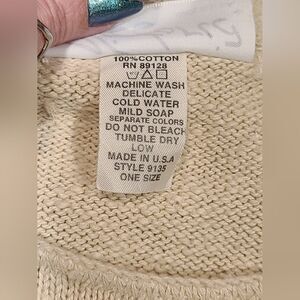 100%COTTON
RN 89128
MACHINE WASH
DELICATE
COLD WATER
MILD SOAP
SEPARATE COLORS
DO NOT BLEACH
TUMBLE DRY
LOW
MADE IN U.S.A
STYLE 9135
ONE SIZE